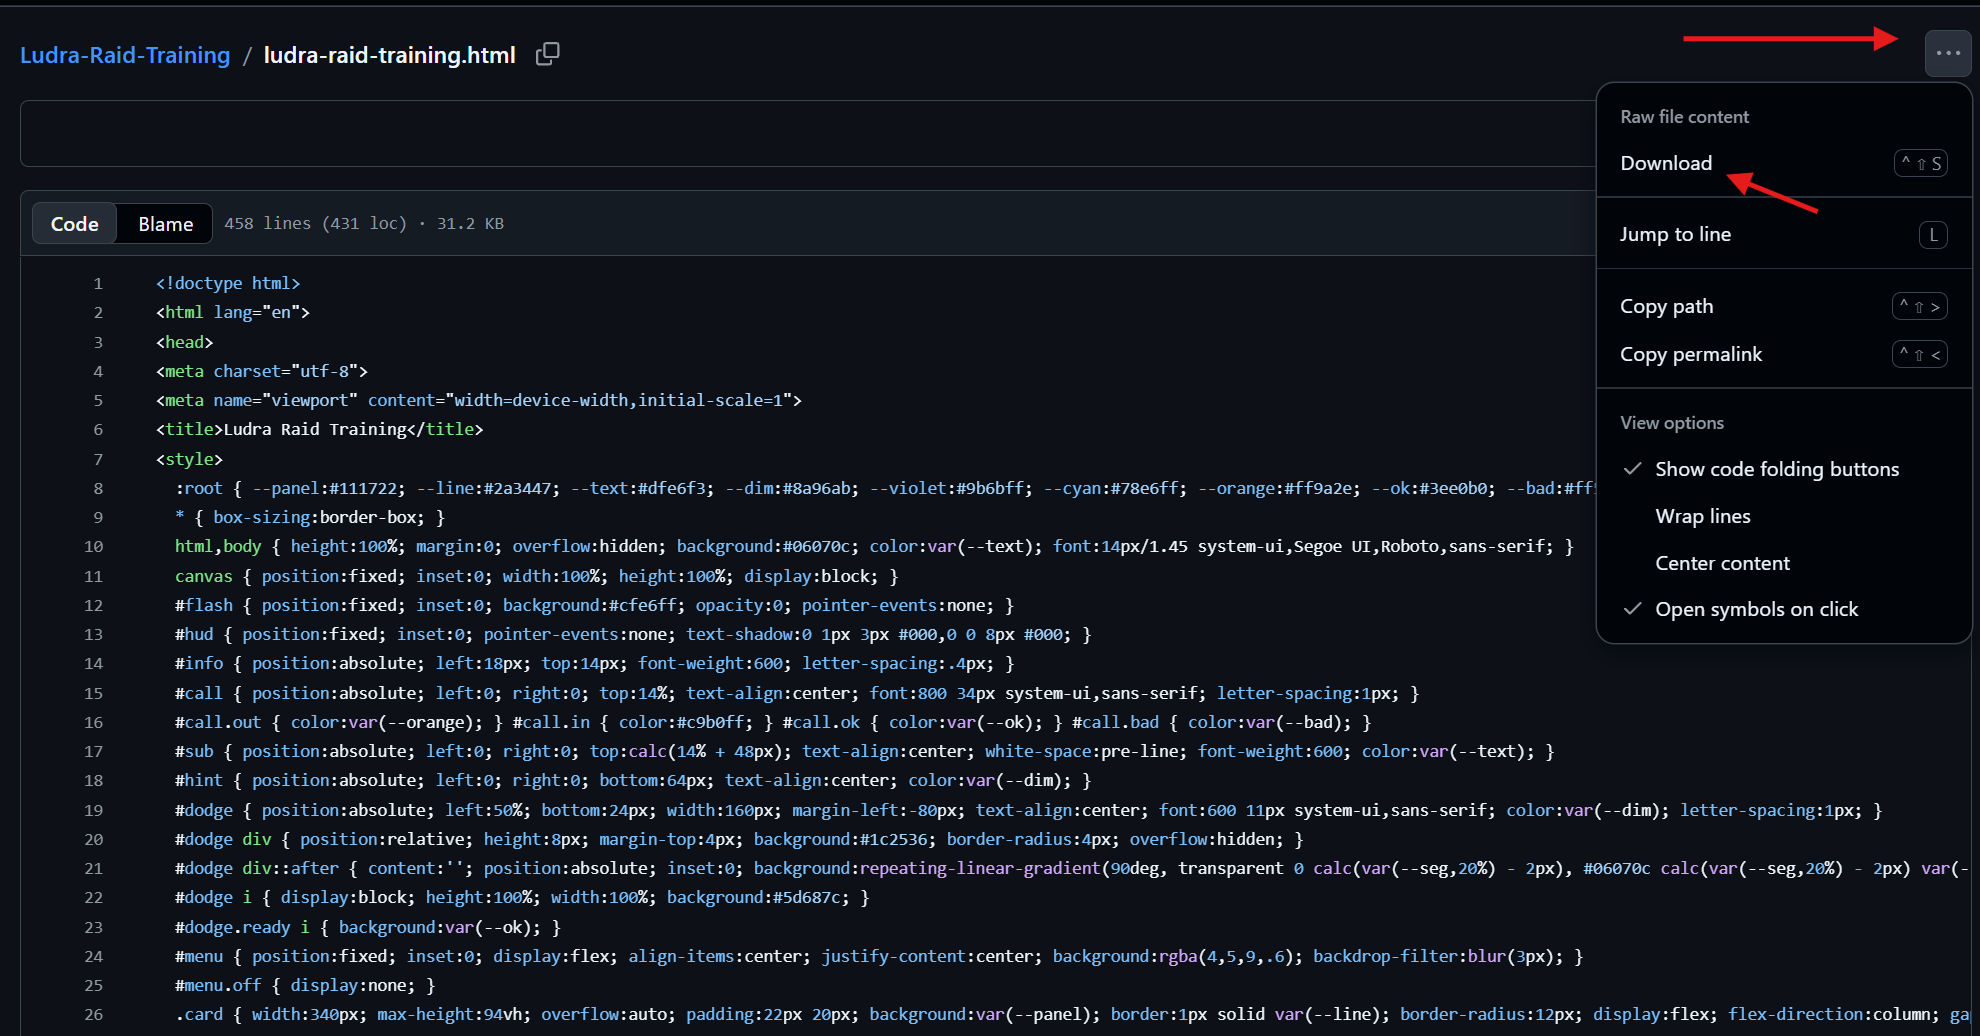 Ludra-Raid-Training / ludra-raid-training.html
Raw file content
Download ^ ⇧ S
Jump to line L
Copy path ^ ⇧ >
Copy permalink ^ ⇧ <
View options
Show code folding buttons
Wrap lines
Center content
Open symbols on click
Code Blame 458 lines (431 loc) · 31.2 KB
1 <!doctype html>
2 <html lang="en">
3 <head>
4 <meta charset="utf-8">
5 <meta name="viewport" content="width=device-width,initial-scale=1">
6 <title>Ludra Raid Training</title>
7 <style>
8 :root { --panel:#111722; --line:#2a3447; --text:#dfe6f3; --dim:#8a96ab; --violet:#9b6bff; --cyan:#78e6ff; --orange:#ff9a2e; --ok:#3ee0b0; --bad:#ff
9 * { box-sizing:border-box; }
10 html,body { height:100%; margin:0; overflow:hidden; background:#06070c; color:var(--text); font:14px/1.45 system-ui,Segoe UI,Roboto,sans-serif; }
11 canvas { position:fixed; inset:0; width:100%; height:100%; display:block; }
12 #flash { position:fixed; inset:0; background:#cfe6ff; opacity:0; pointer-events:none; }
13 #hud { position:fixed; inset:0; pointer-events:none; text-shadow:0 1px 3px #000,0 0 8px #000; }
14 #info { position:absolute; left:18px; top:14px; font-weight:600; letter-spacing:.4px; }
15 #call { position:absolute; left:0; right:0; top:14%; text-align:center; font:800 34px system-ui,sans-serif; letter-spacing:1px; }
16 #call.out { color:var(--orange); } #call.in { color:#c9b0ff; } #call.ok { color:var(--ok); } #call.bad { color:var(--bad); }
17 #sub { position:absolute; left:0; right:0; top:calc(14% + 48px); text-align:center; white-space:pre-line; font-weight:600; color:var(--text); }
18 #hint { position:absolute; left:0; right:0; bottom:64px; text-align:center; color:var(--dim); }
19 #dodge { position:absolute; left:50%; bottom:24px; width:160px; margin-left:-80px; text-align:center; font:600 11px system-ui,sans-serif; color:var(--dim); letter-spacing:1px; }
20 #dodge div { position:relative; height:8px; margin-top:4px; background:#1c2536; border-radius:4px; overflow:hidden; }
21 #dodge div::after { content:''; position:absolute; inset:0; background:repeating-linear-gradient(90deg, transparent 0 calc(var(--seg,20%) - 2px), #06070c calc(var(--seg,20%) - 2px) var(-
22 #dodge i { display:block; height:100%; width:100%; background:#5d687c; }
23 #dodge.ready i { background:var(--ok); }
24 #menu { position:fixed; inset:0; display:flex; align-items:center; justify-content:center; background:rgba(4,5,9,.6); backdrop-filter:blur(3px); }
25 #menu.off { display:none; }
26 .card { width:340px; max-height:94vh; overflow:auto; padding:22px 20px; background:var(--panel); border:1px solid var(--line); border-radius:12px; display:flex; flex-direction:column; ga